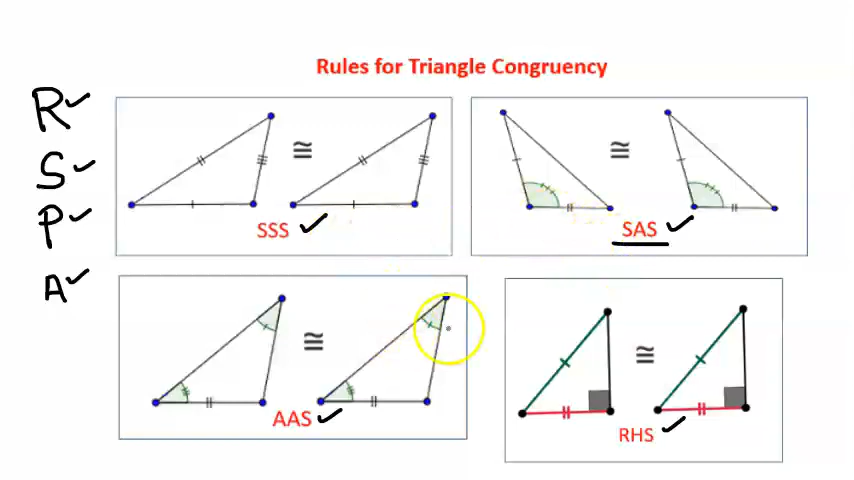 Rules for Triangle Congruency
R
S
P
A
≅
SSS
≅
SAS
≅
AAS
≅
RHS